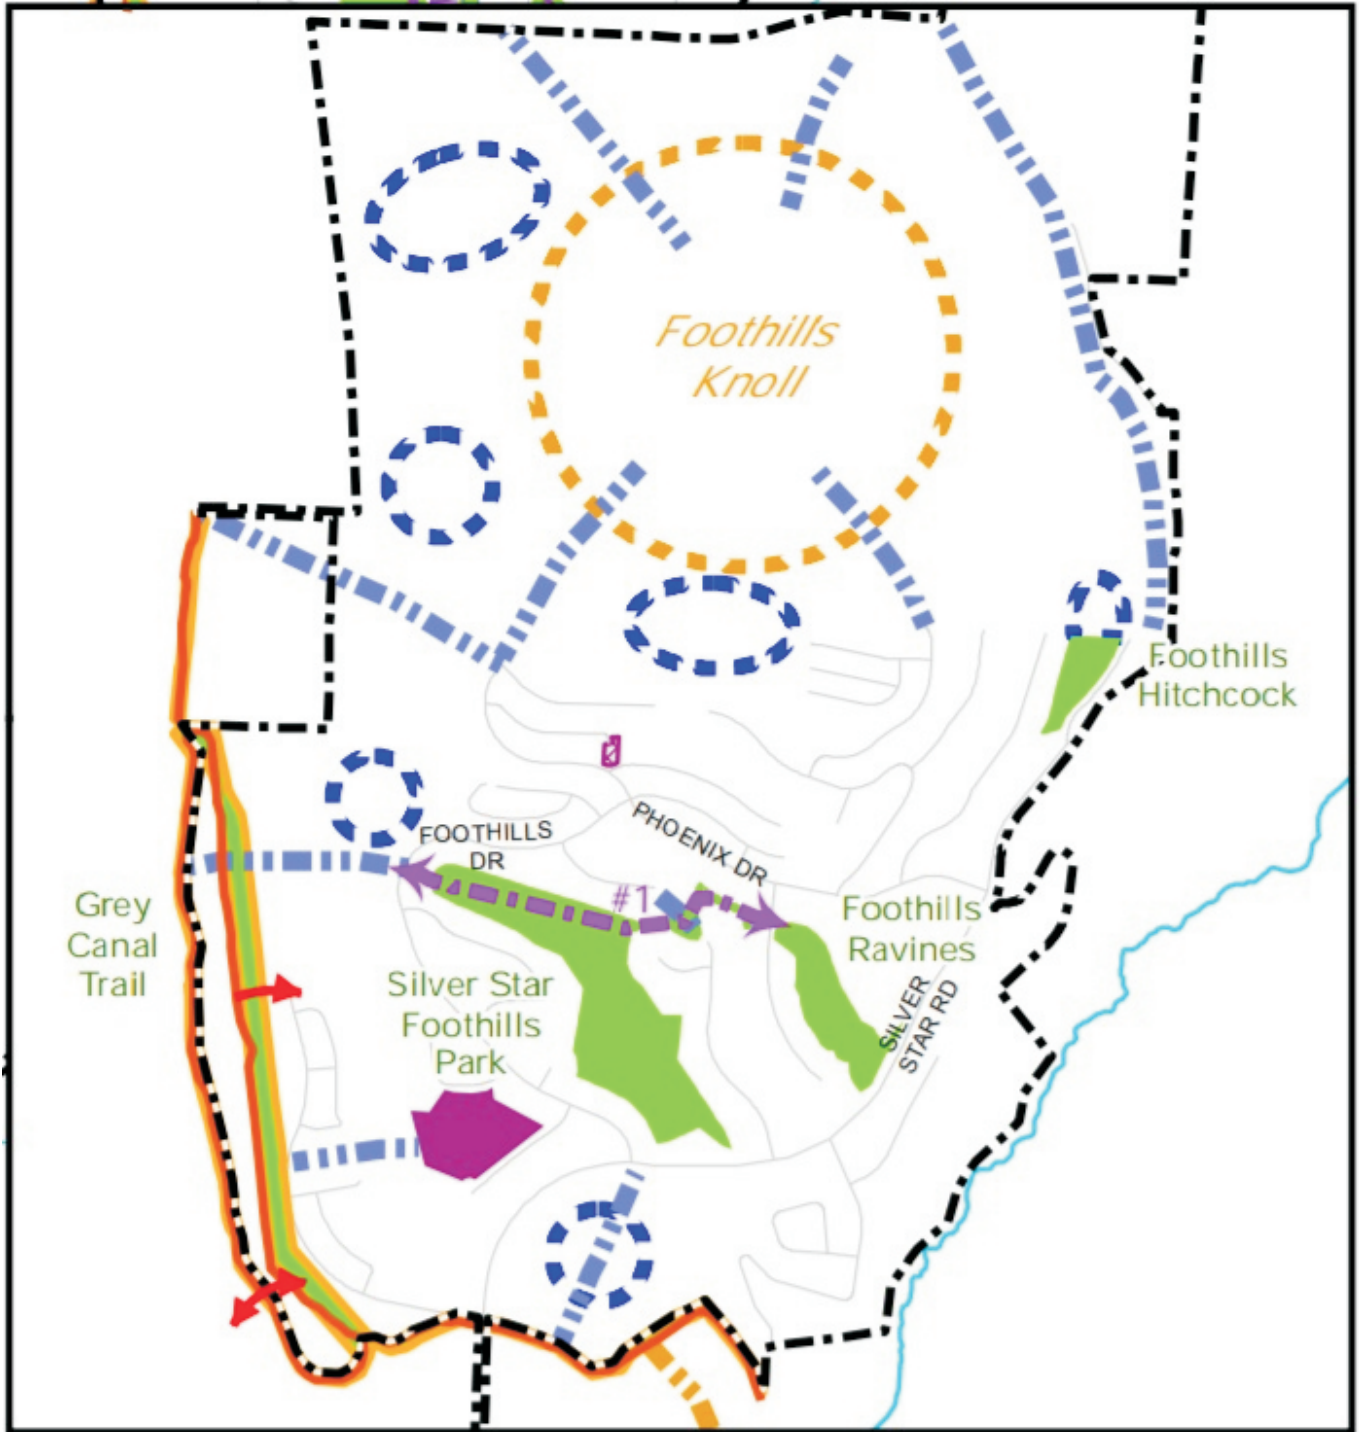 Foothills
Knoll
Foothills
Hitchcock
FOOTHILLS
DR
PHOENIX DR
#1
Grey
Canal
Trail
Foothills
Ravines
Silver Star
Foothills
Park
SILVER
STAR RD